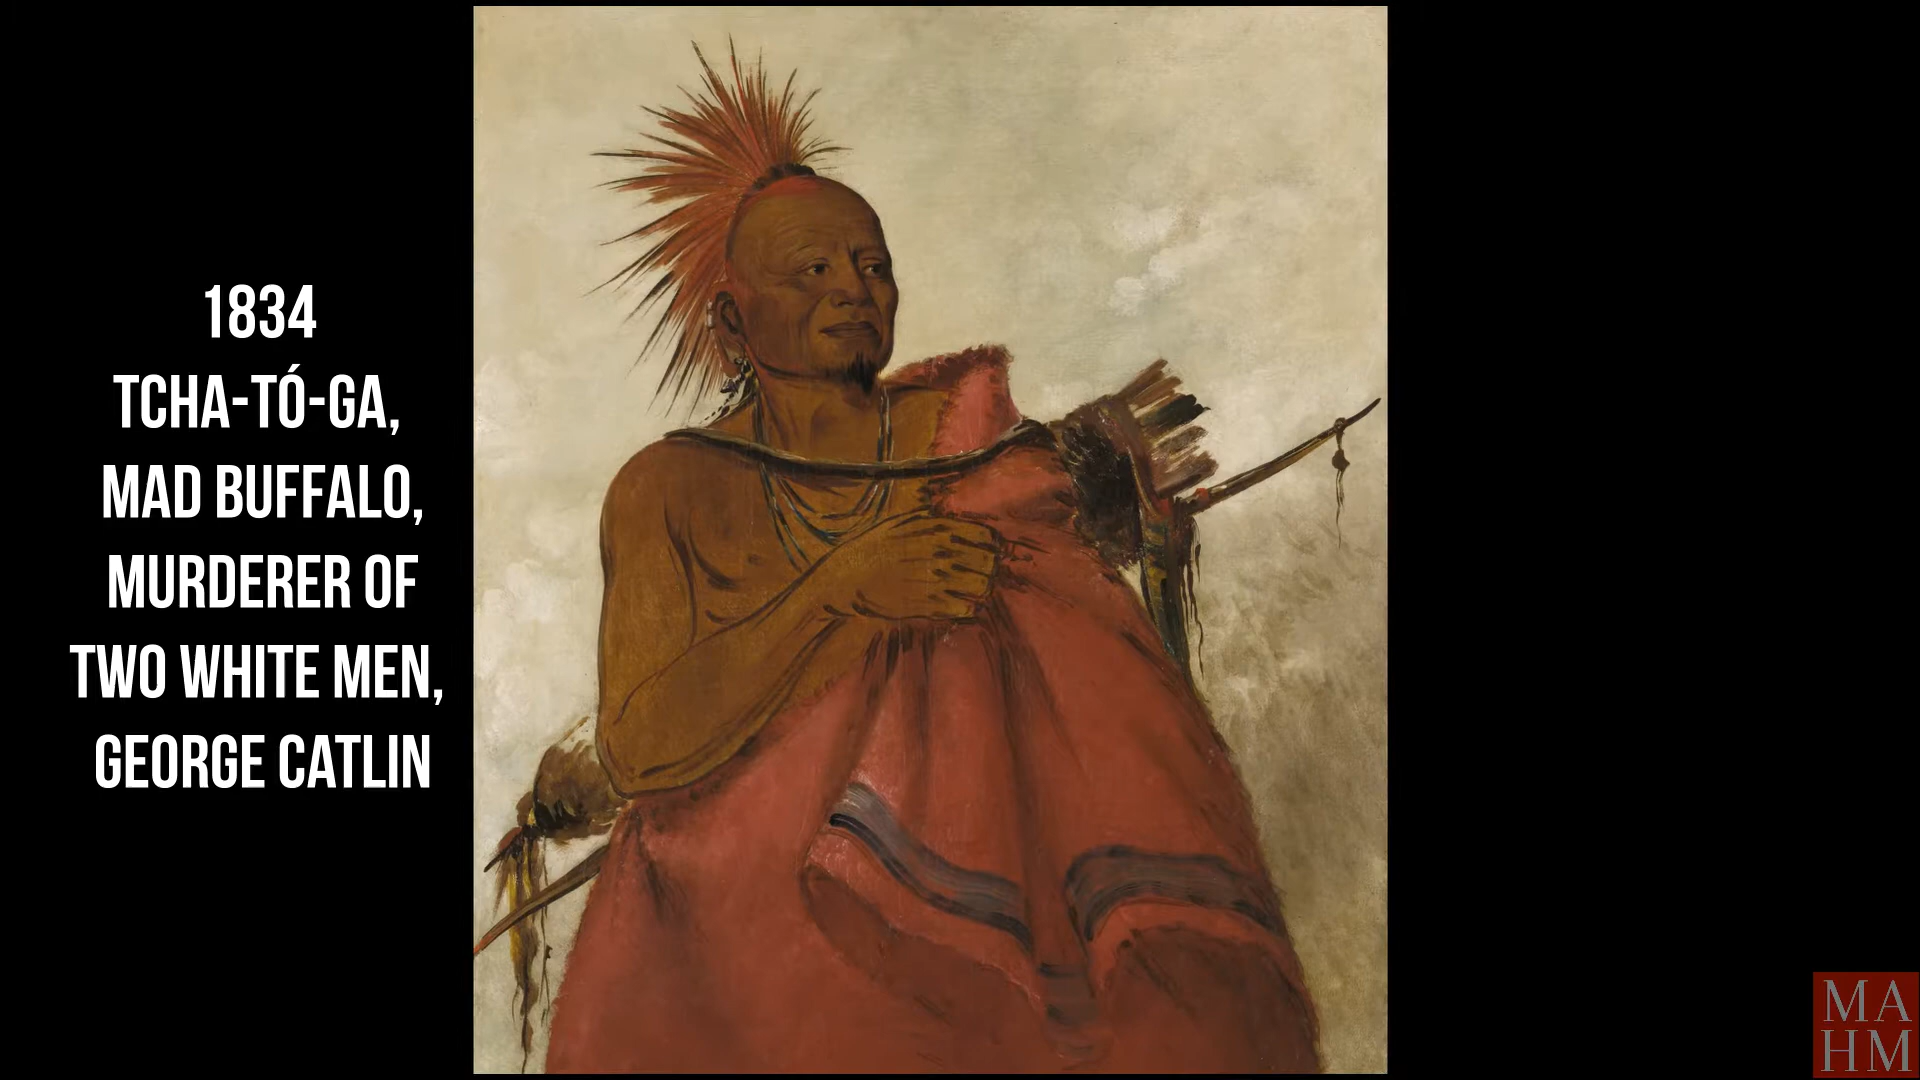 1834
TCHA-TÓ-GA,
MAD BUFFALO,
MURDERER OF
TWO WHITE MEN,
GEORGE CATLIN
MA
HM